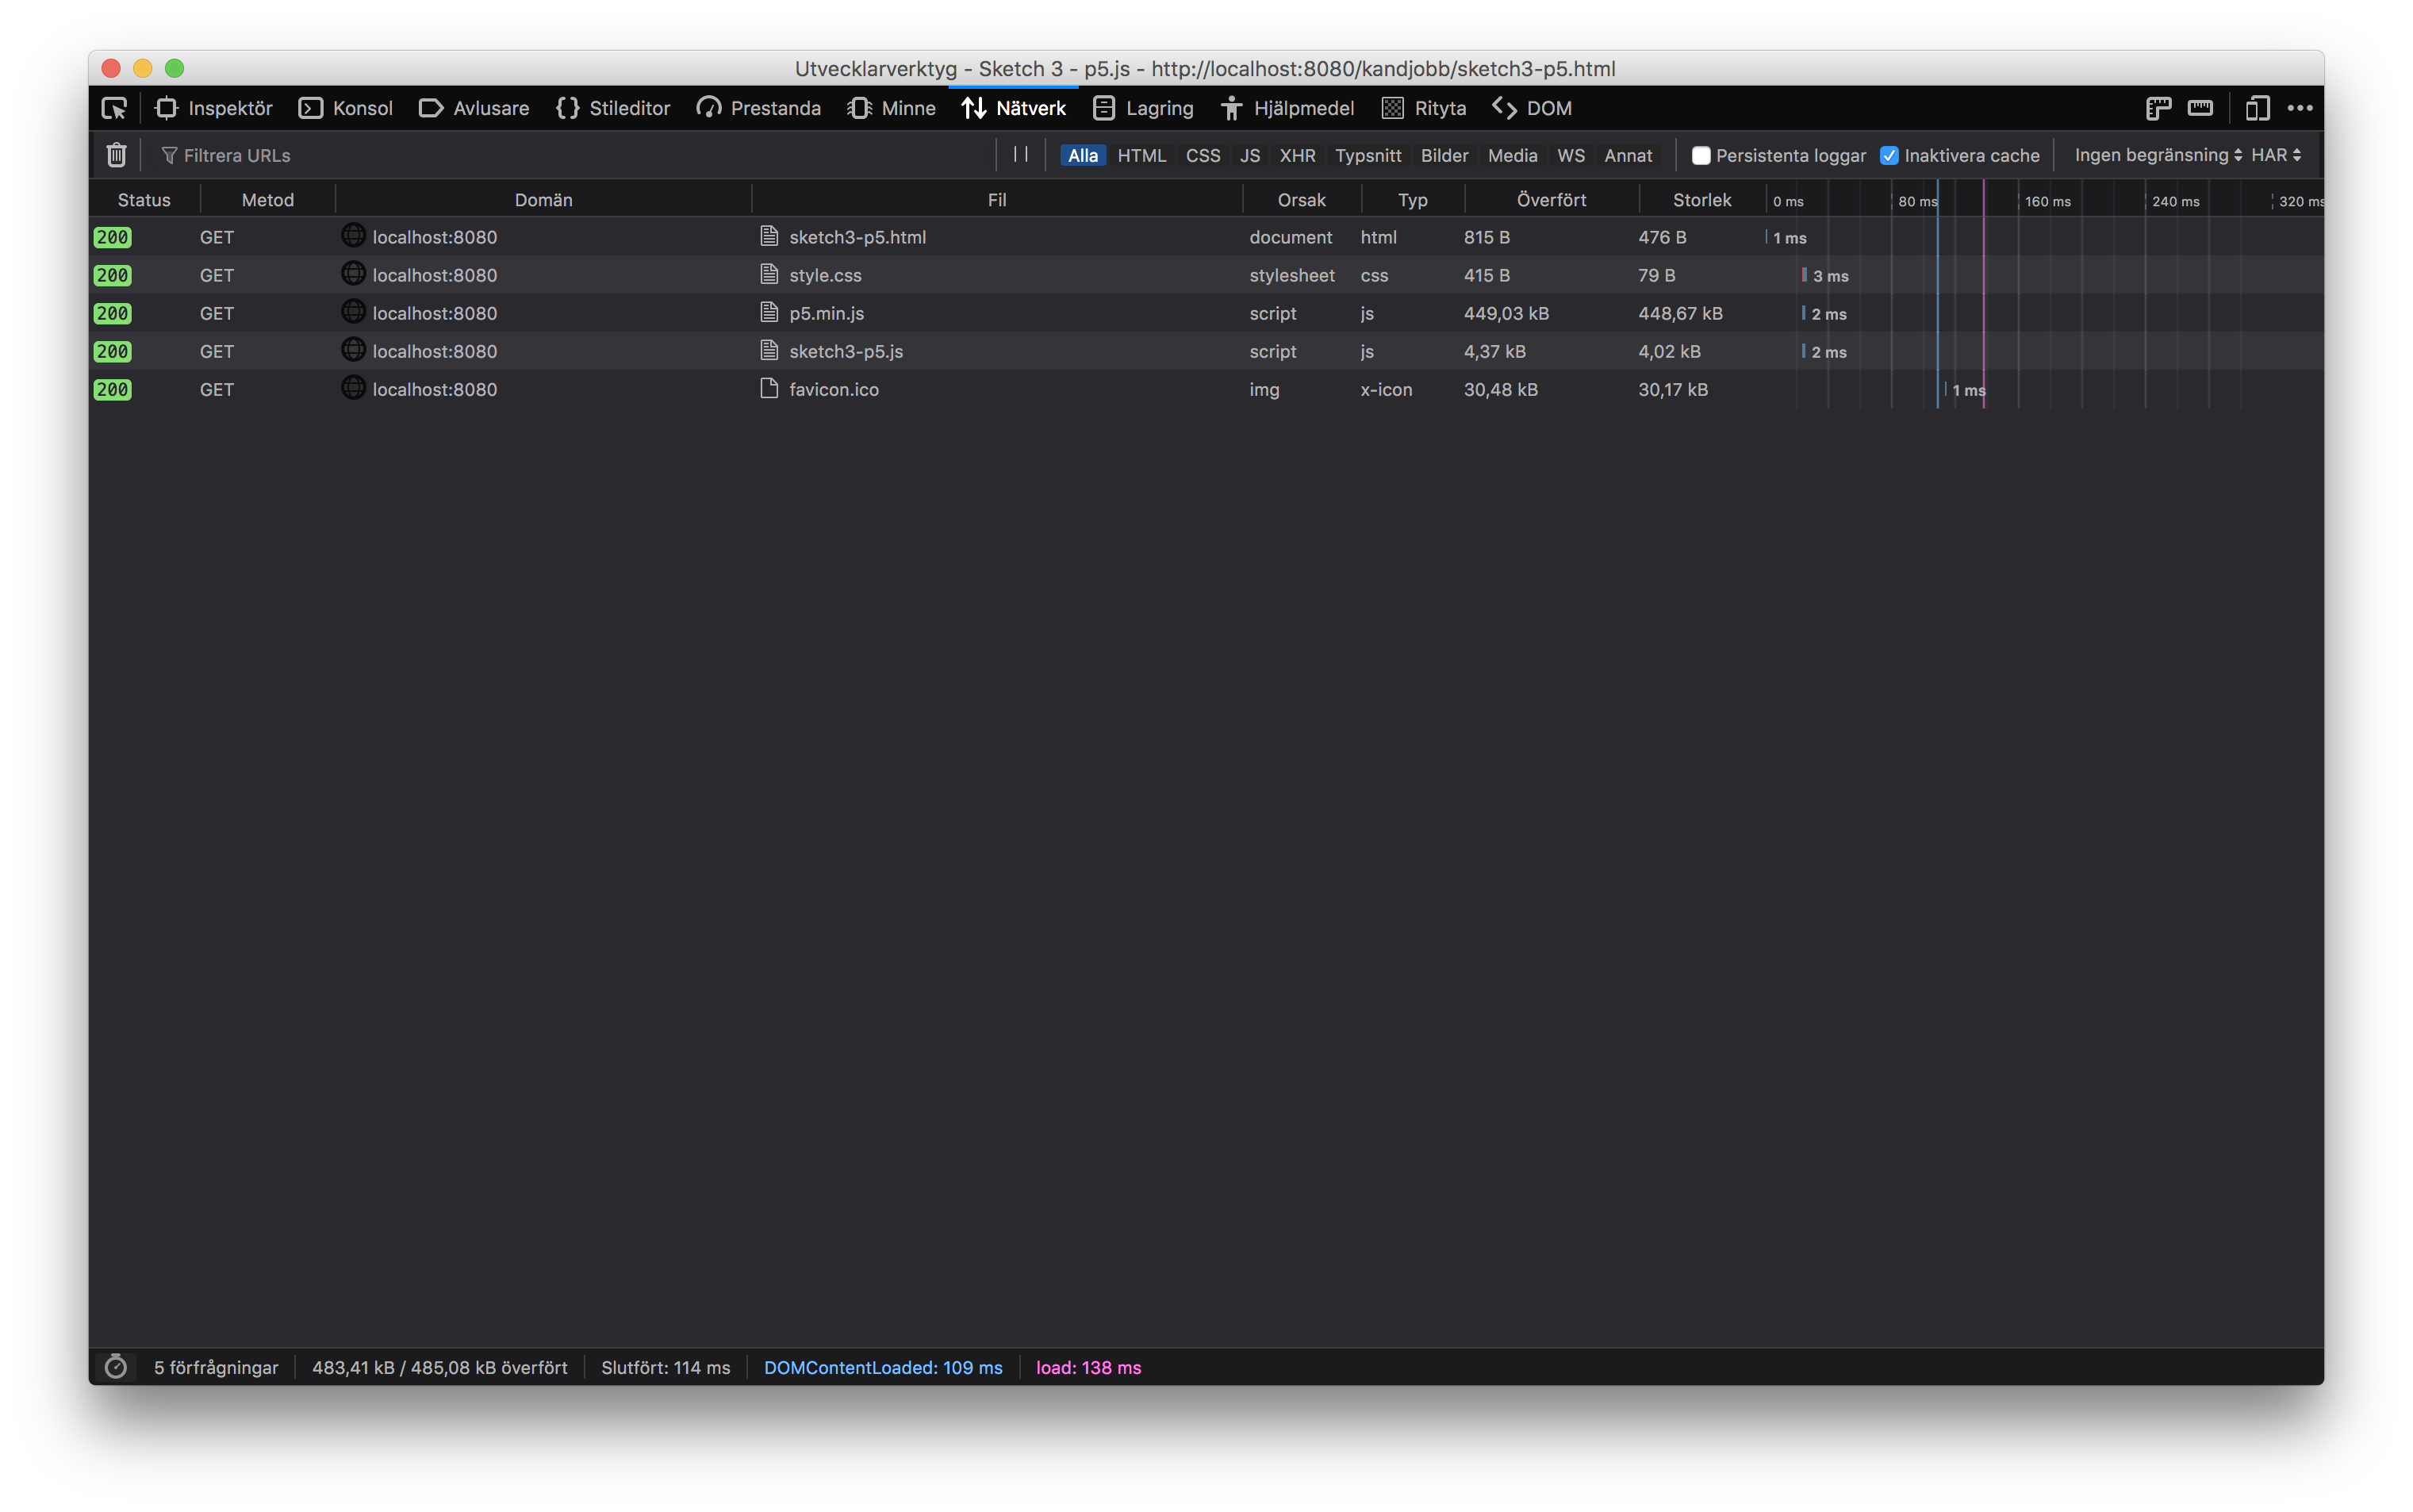 Utvecklarverktyg - Sketch 3 - p5.js - http://localhost:8080/kandjobb/sketch3-p5.html
Inspektör Konsol Avlusare Stileditor Prestanda Minne Nätverk Lagring Hjälpmedel Rityta DOM
Filtrera URLs Alla HTML CSS JS XHR Typsnitt Bilder Media WS Annat Persistenta loggar Inaktivera cache Ingen begränsning HAR
Status Metod Domän Fil Orsak Typ Överfört Storlek 0 ms 80 ms 160 ms 240 ms 320 ms
200 GET localhost:8080 sketch3-p5.html document html 815 B 476 B 1 ms
200 GET localhost:8080 style.css stylesheet css 415 B 79 B 3 ms
200 GET localhost:8080 p5.min.js script js 449,03 kB 448,67 kB 2 ms
200 GET localhost:8080 sketch3-p5.js script js 4,37 kB 4,02 kB 2 ms
200 GET localhost:8080 favicon.ico img x-icon 30,48 kB 30,17 kB 1 ms
5 förfrågningar 483,41 kB / 485,08 kB överfört Slutfört: 114 ms DOMContentLoaded: 109 ms load: 138 ms